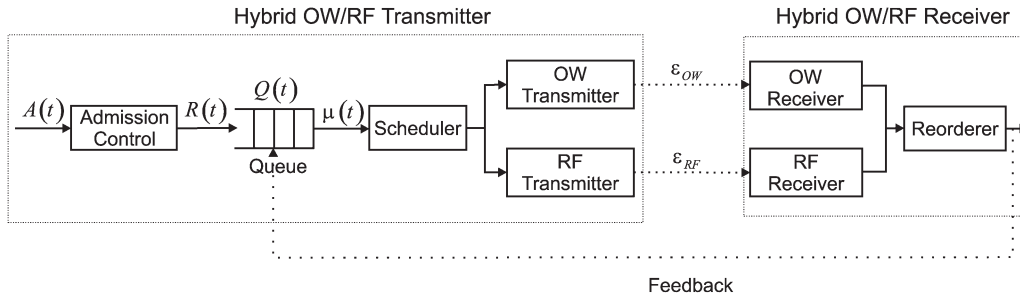 Hybrid OW/RF Transmitter
Hybrid OW/RF Receiver
A(t)
Admission
Control
R(t)
Q(t)
Queue
μ(t)
Scheduler
OW
Transmitter
RF
Transmitter
ε_OW
ε_RF
OW
Receiver
RF
Receiver
Reorderer
Feedback